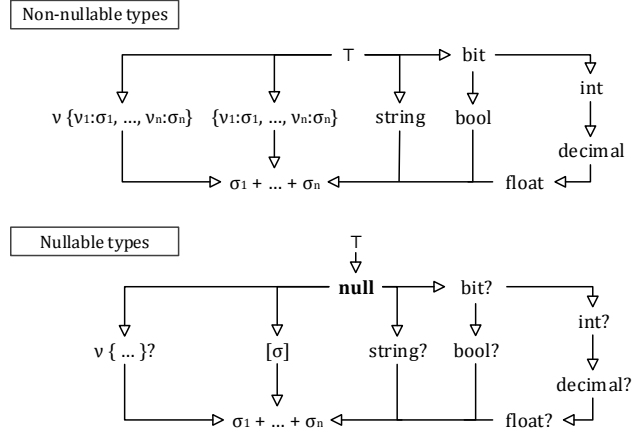 Non-nullable types
⊤ bit
int
ν {ν₁:σ₁, ..., νₙ:σₙ} {ν₁:σ₁, ..., νₙ:σₙ} string bool
decimal
σ₁ + ... + σₙ float
Nullable types
⊤
null bit?
int?
ν { ... }? [σ] string? bool?
decimal?
σ₁ + ... + σₙ float?